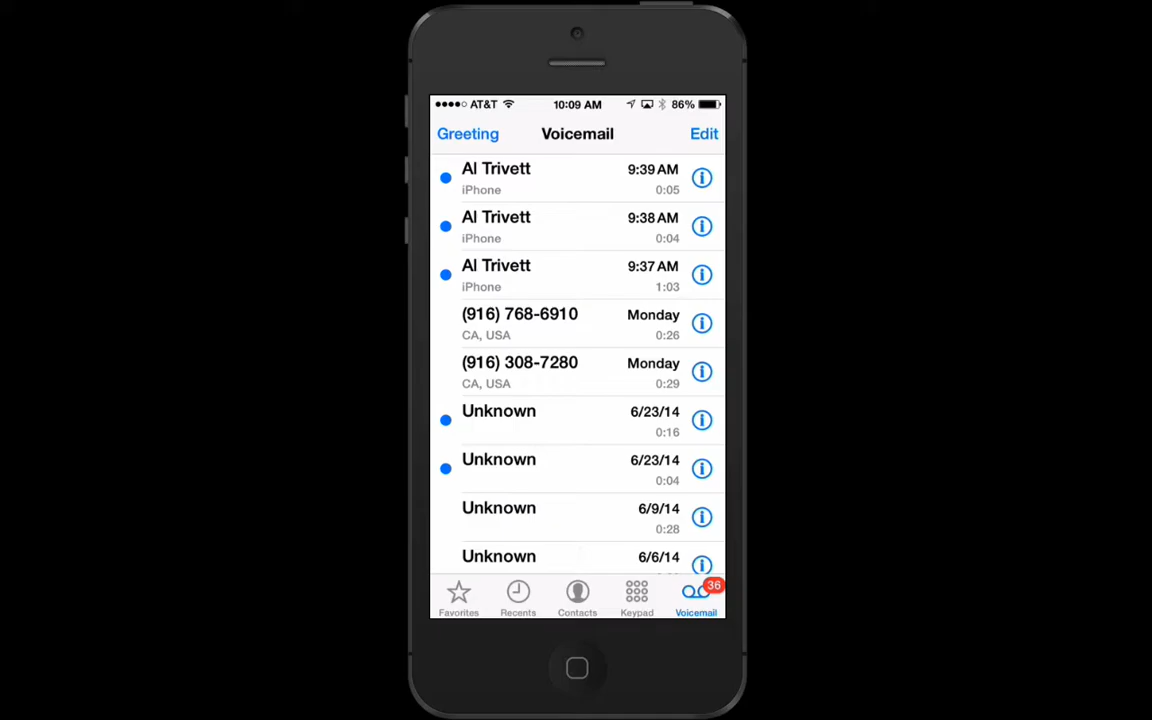 AT&T 10:09 AM 86%
Greeting Voicemail Edit
Al Trivett 9:39 AM
iPhone 0:05
Al Trivett 9:38 AM
iPhone 0:04
Al Trivett 9:37 AM
iPhone 1:03
(916) 768-6910 Monday
CA, USA 0:26
(916) 308-7280 Monday
CA, USA 0:29
Unknown 6/23/14
0:16
Unknown 6/23/14
0:04
Unknown 6/9/14
0:28
Unknown 6/6/14
36
Favorites Recents Contacts Keypad Voicemail